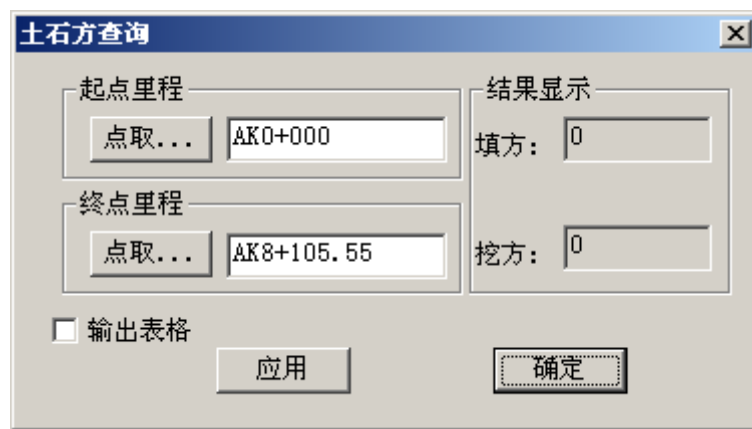 土石方查询
起点里程
点取...
AK0+000
终点里程
点取...
AK8+105.55
结果显示
填方: 0
挖方: 0
输出表格
应用
确定